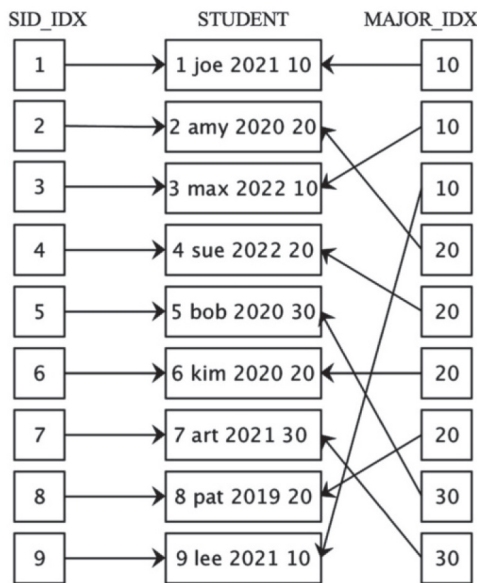 SID_IDX STUDENT MAJOR_IDX
1 1 joe 2021 10 10
2 2 amy 2020 20 10
3 3 max 2022 10 10
4 4 sue 2022 20 20
5 5 bob 2020 30 20
6 6 kim 2020 20 20
7 7 art 2021 30 20
8 8 pat 2019 20 30
9 9 lee 2021 10 30